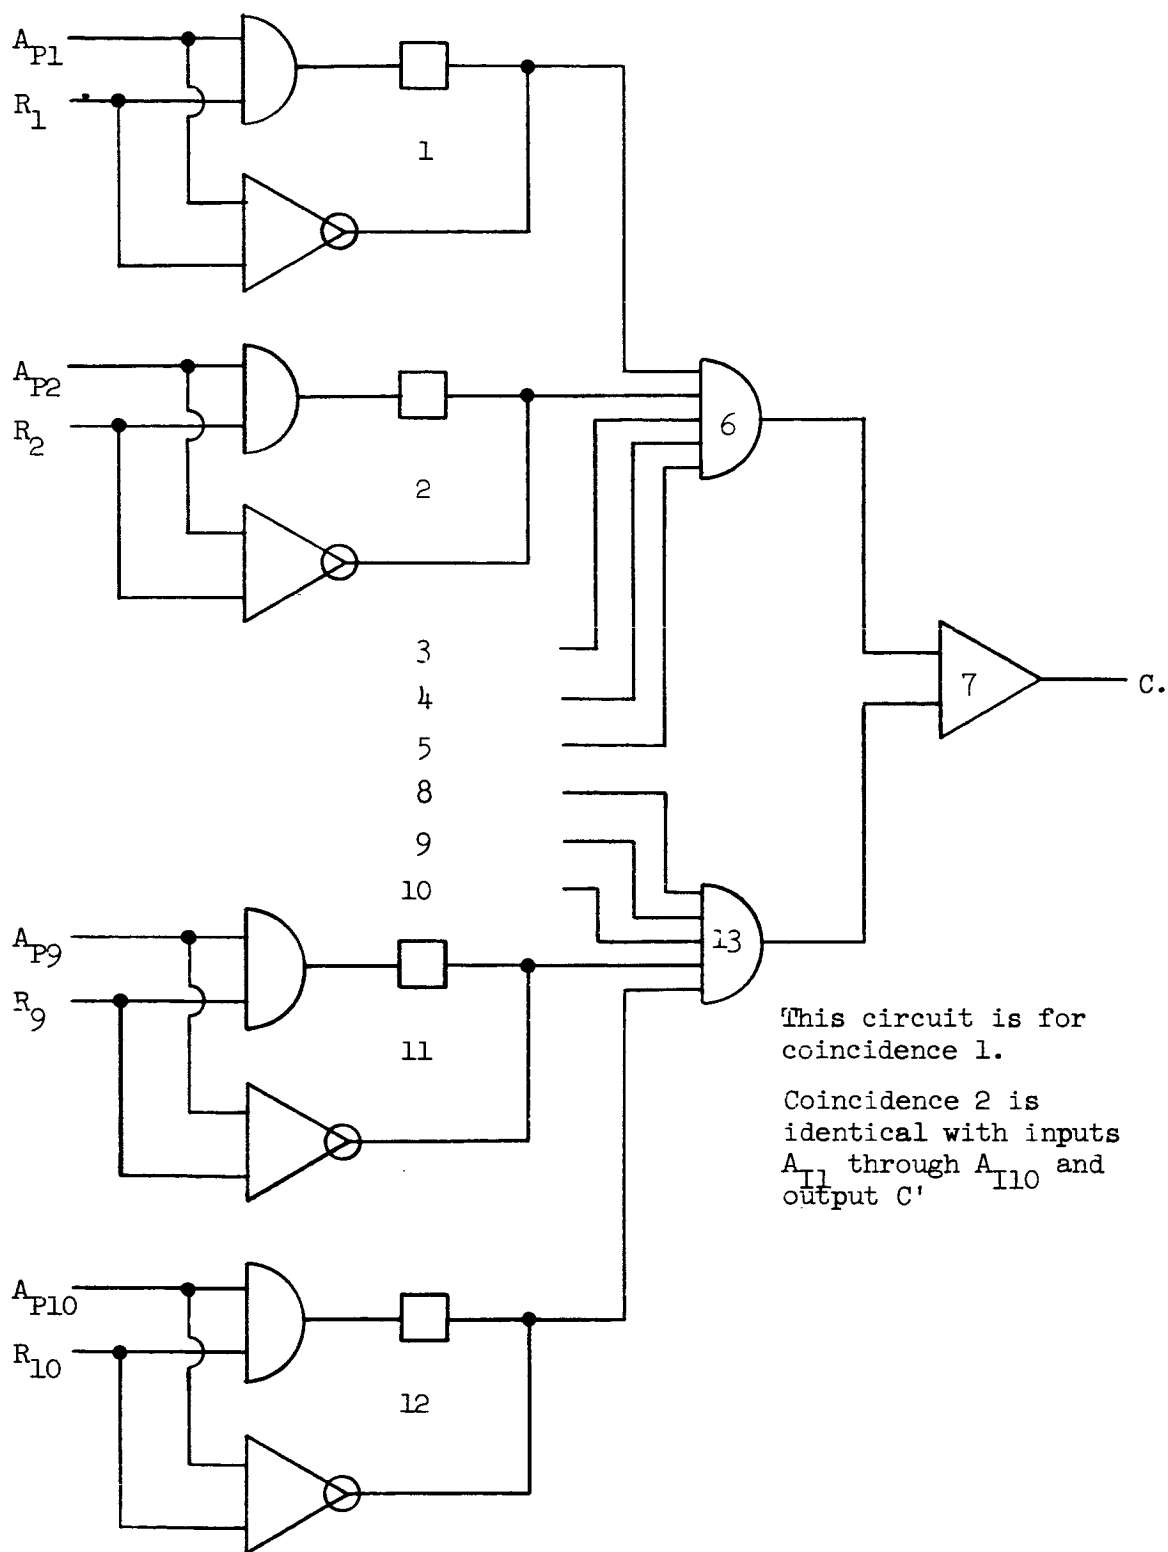 A_P1
R_1
1
A_P2
R_2
2
6
3
4
7
C.
5
8
9
10
A_P9
13
R_9
11
This circuit is for
coincidence 1.
Coincidence 2 is
identical with inputs
A_I1 through A_I10 and
output C'
A_P10
R_10
12